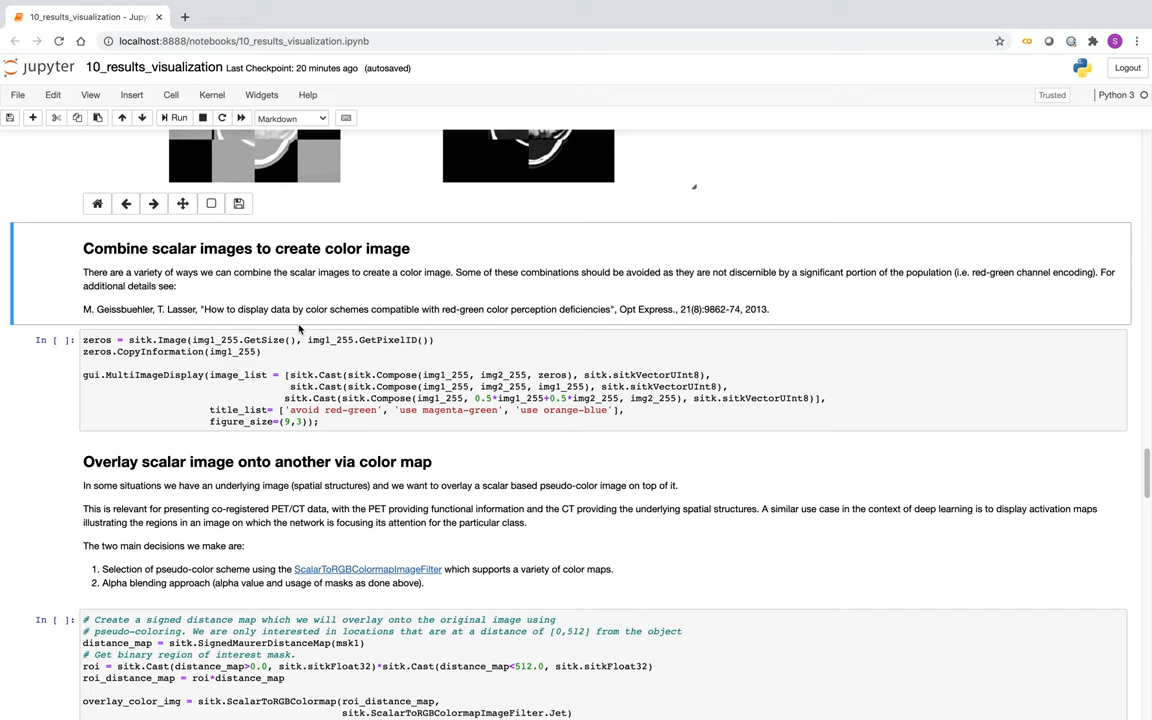 10_results_visualization - Jupy
localhost:8888/notebooks/10_results_visualization.ipynb
S
jupyter 10_results_visualization Last Checkpoint: 20 minutes ago (autosaved)
Logout
File Edit View Insert Cell Kernel Widgets Help
Trusted
Python 3
Run
Markdown
Combine scalar images to create color image
There are a variety of ways we can combine the scalar images to create a color image. Some of these combinations should be avoided as they are not discernible by a significant portion of the population (i.e. red-green channel encoding). For
additional details see:
M. Geissbuehler, T. Lasser, "How to display data by color schemes compatible with red-green color perception deficiencies", Opt Express., 21(8):9862-74, 2013.
In [ ]: zeros = sitk.Image(img1_255.GetSize(), img1_255.GetPixelID())
zeros.CopyInformation(img1_255)
gui.MultiImageDisplay(image_list = [sitk.Cast(sitk.Compose(img1_255, img2_255, zeros), sitk.sitkVectorUInt8),
sitk.Cast(sitk.Compose(img1_255, img2_255, img1_255), sitk.sitkVectorUInt8),
sitk.Cast(sitk.Compose(img1_255, 0.5*img1_255+0.5*img2_255, img2_255), sitk.sitkVectorUInt8)],
title_list= ['avoid red-green', 'use magenta-green', 'use orange-blue'],
figure_size=(9,3));
Overlay scalar image onto another via color map
In some situations we have an underlying image (spatial structures) and we want to overlay a scalar based pseudo-color image on top of it.
This is relevant for presenting co-registered PET/CT data, with the PET providing functional information and the CT providing the underlying spatial structures. A similar use case in the context of deep learning is to display activation maps
illustrating the regions in an image on which the network is focusing its attention for the particular class.
The two main decisions we make are:
1. Selection of pseudo-color scheme using the ScalarToRGBColormapImageFilter which supports a variety of color maps.
2. Alpha blending approach (alpha value and usage of masks as done above).
In [ ]: # Create a signed distance map which we will overlay onto the original image using
# pseudo-coloring. We are only interested in locations that are at a distance of [0,512] from the object
distance_map = sitk.SignedMaurerDistanceMap(msk1)
# Get binary region of interest mask.
roi = sitk.Cast(distance_map>0.0, sitk.sitkFloat32)*sitk.Cast(distance_map<512.0, sitk.sitkFloat32)
roi_distance_map = roi*distance_map
overlay_color_img = sitk.ScalarToRGBColormap(roi_distance_map,
sitk.ScalarToRGBColormapImageFilter.Jet)